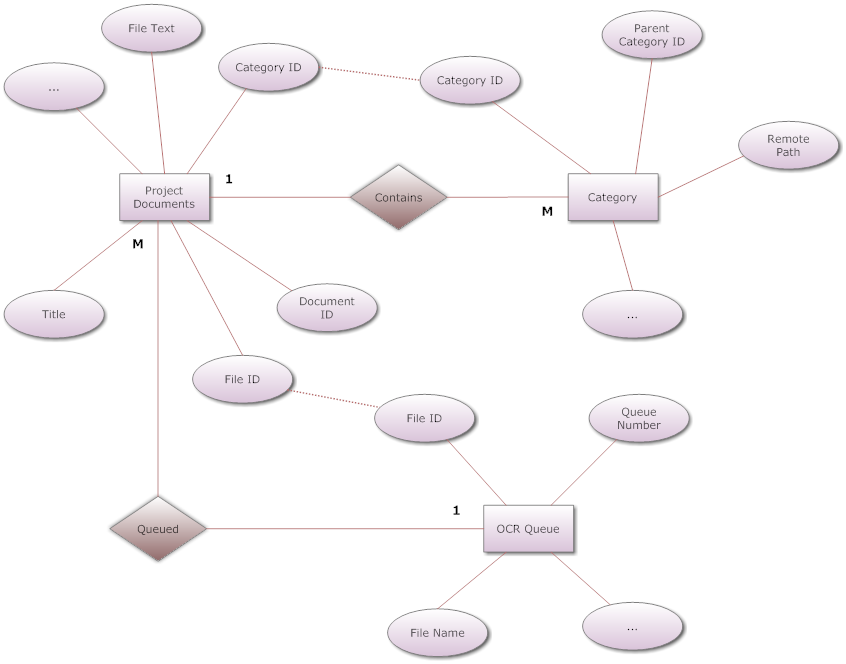 File Text
Parent
Category ID
Category ID
Category ID
...
Remote
Path
1
Project
Documents
Contains
Category
M
M
Title
Document
ID
...
File ID
File ID
Queue
Number
1
Queued
OCR Queue
File Name
...